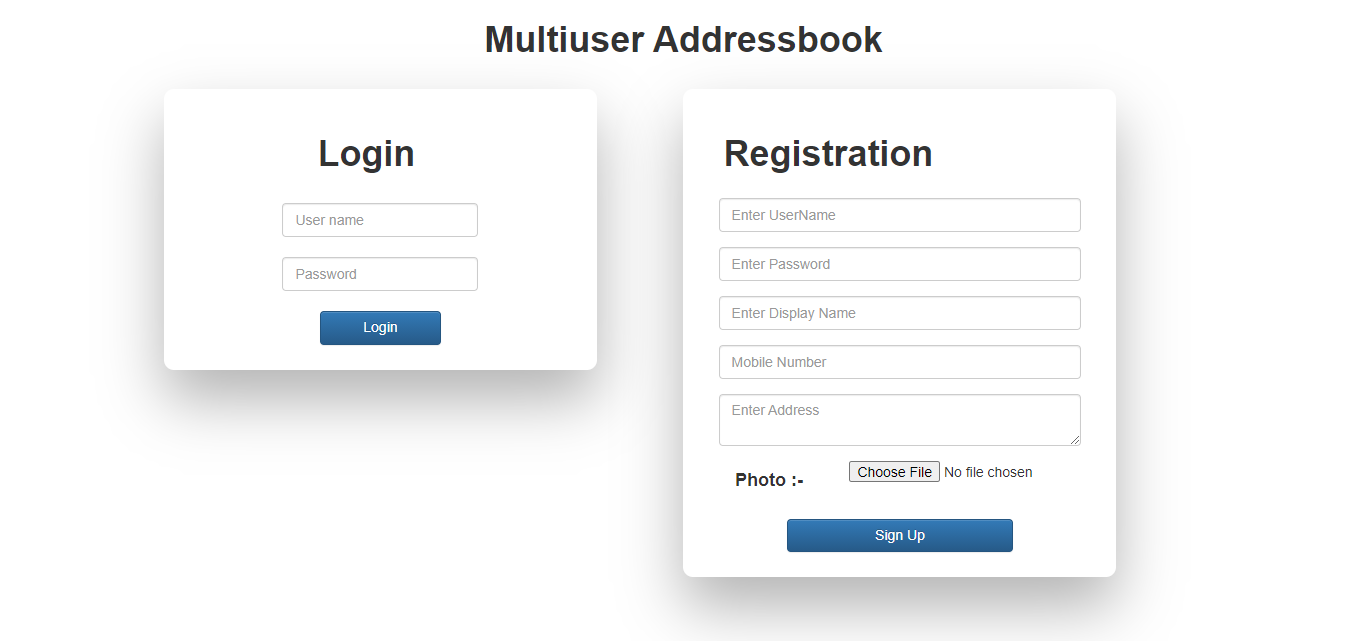 Multiuser Addressbook
Login
User name
Password
Login
Registration
Enter UserName
Enter Password
Enter Display Name
Mobile Number
Enter Address
Photo :- Choose File No file chosen
Sign Up